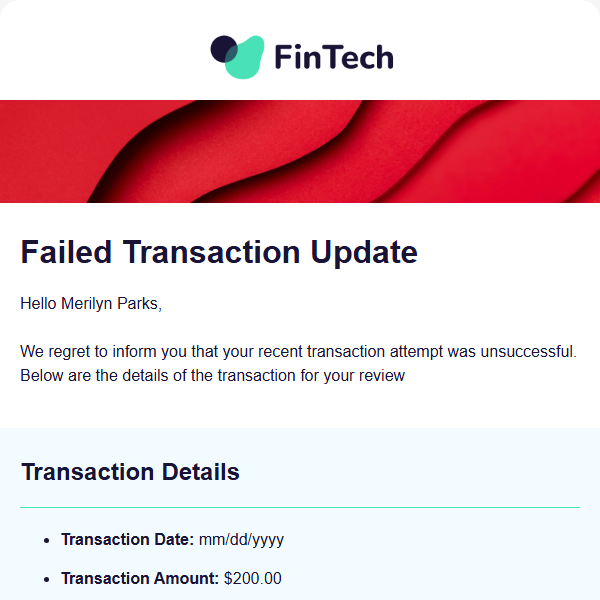 FinTech
Failed Transaction Update
Hello Merilyn Parks,
We regret to inform you that your recent transaction attempt was unsuccessful.
Below are the details of the transaction for your review
Transaction Details
• Transaction Date: mm/dd/yyyy
• Transaction Amount: $200.00